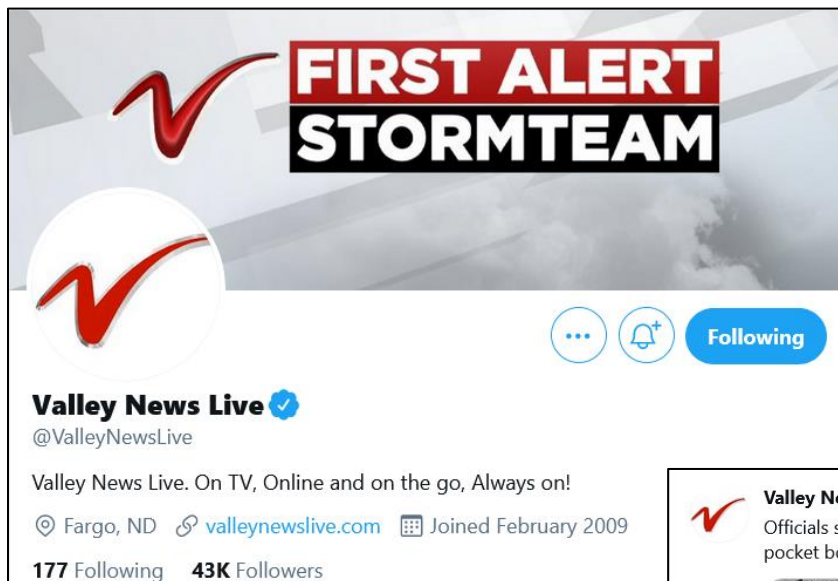 FIRST ALERT
STORMTEAM
Following
Valley News Live
@ValleyNewsLive
Valley News Live. On TV, Online and on the go, Always on!
Fargo, ND valleynewslive.com Joined February 2009
177 Following 43K Followers
Valley
Officials
pocket